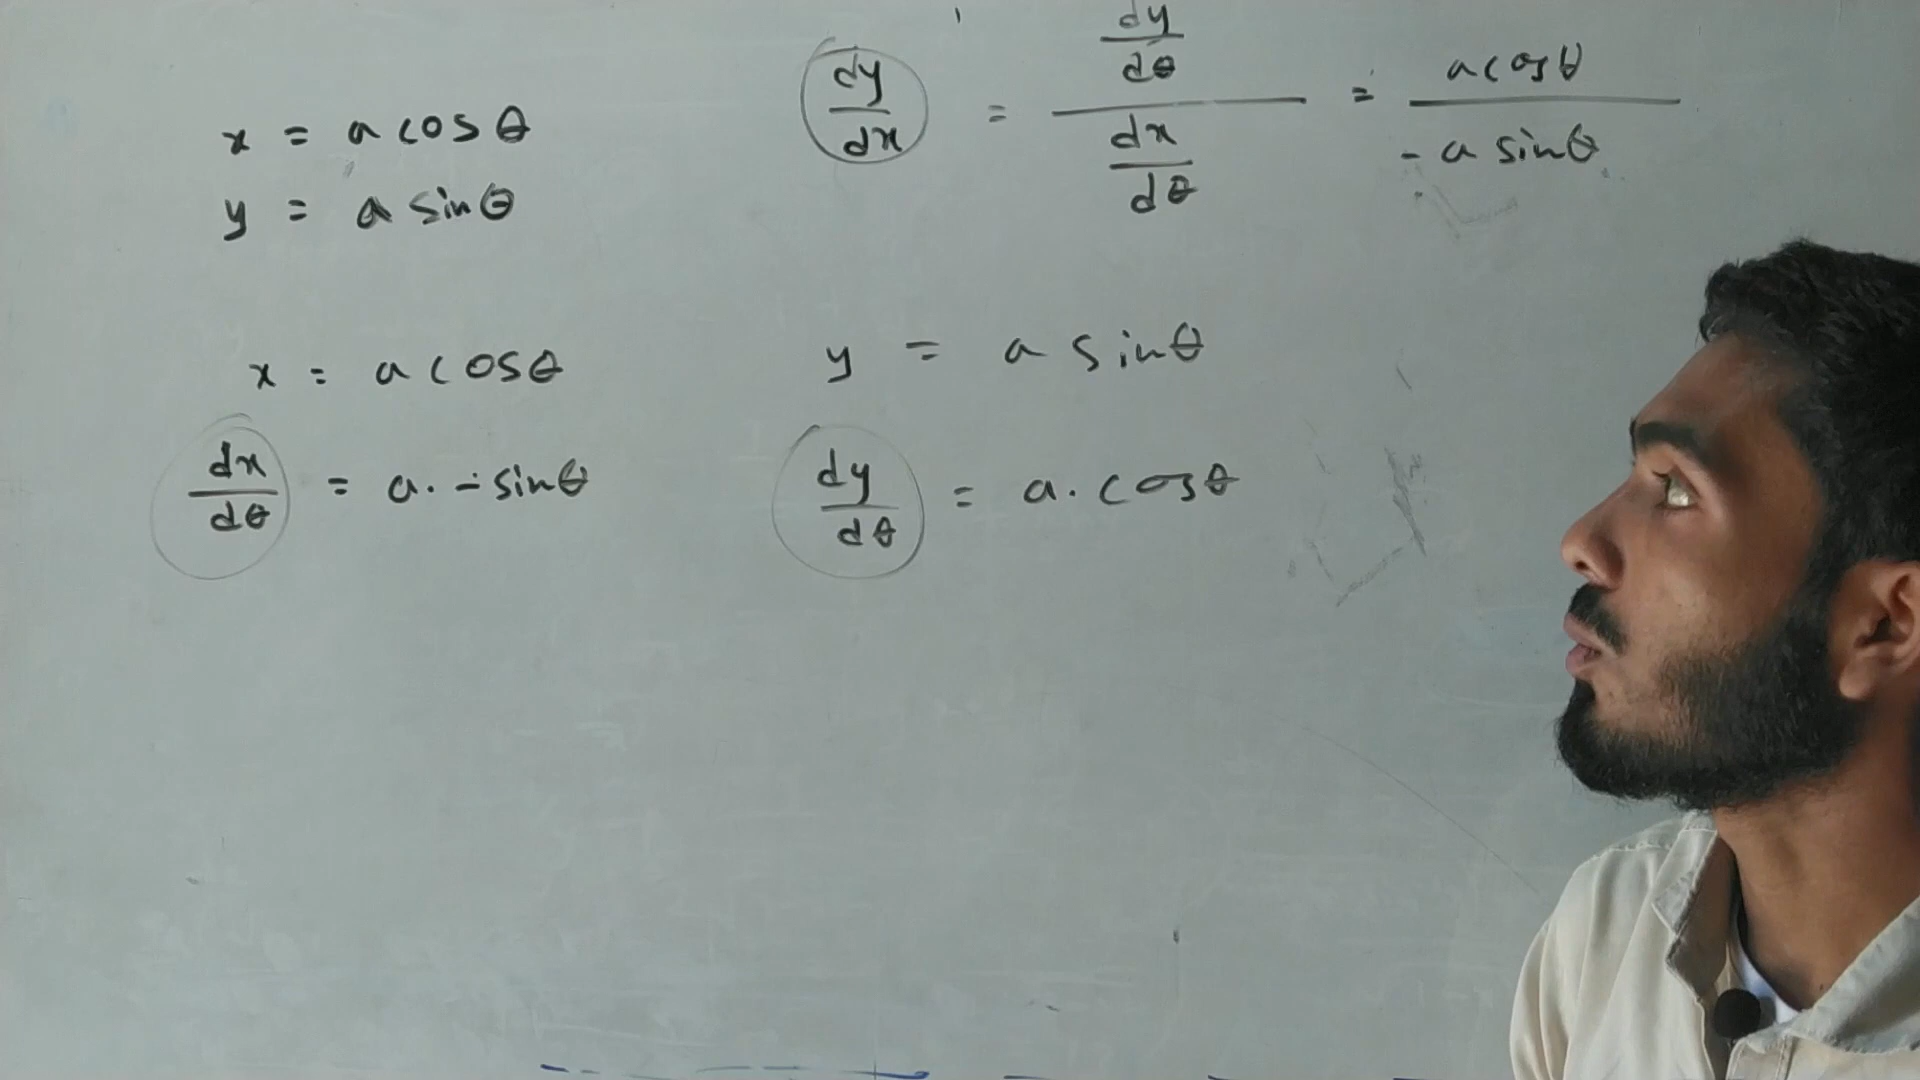 x = a cos θ
y = a sin θ
dy/dx = (dy/dθ)/(dx/dθ) = a cos θ / - a sin θ
x = a cos θ
dx/dθ = a. - sin θ
y = a sin θ
dy/dθ = a. cos θ